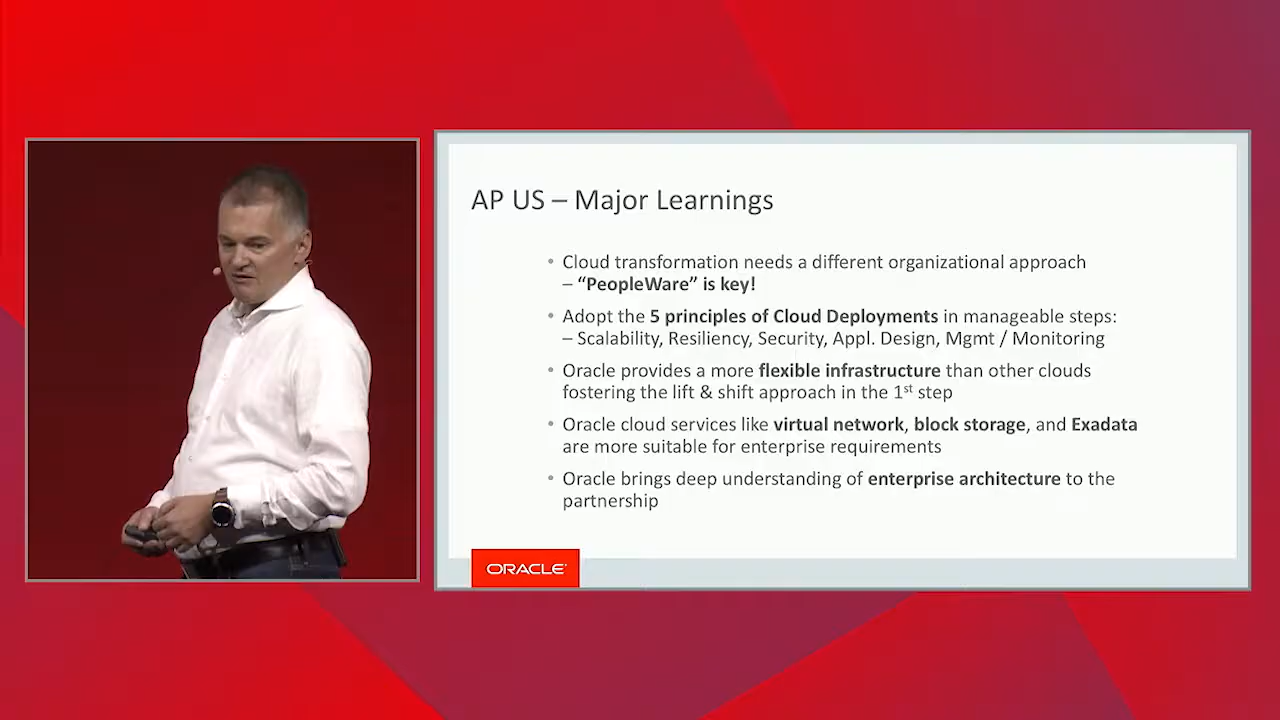 AP US – Major Learnings
• Cloud transformation needs a different organizational approach
– “PeopleWare” is key!
• Adopt the 5 principles of Cloud Deployments in manageable steps:
– Scalability, Resiliency, Security, Appl. Design, Mgmt / Monitoring
• Oracle provides a more flexible infrastructure than other clouds
fostering the lift & shift approach in the 1st step
• Oracle cloud services like virtual network, block storage, and Exadata
are more suitable for enterprise requirements
• Oracle brings deep understanding of enterprise architecture to the
partnership
ORACLE